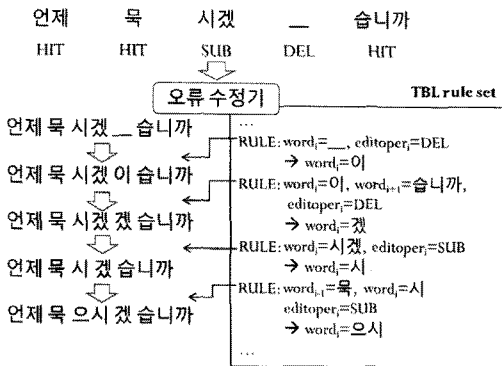 언제 묵 시겠 _ 습니까
HIT HIT SUB DEL HIT
오류 수정기
TBL rule set
언제 묵 시겠 __ 습니까
언제 묵 시겠 이 습니까
언제 묵 시겠 겠 습니까
언제 묵 시 겠 습니까
언제 묵 으시 겠 습니까
...
RULE: wordᵢ=__, editoperᵢ=DEL
→ wordᵢ=이
RULE: wordᵢ=이, wordᵢ₊₁=습니까,
editoperᵢ=DEL
→ wordᵢ=겠
RULE: wordᵢ=시겠, editoperᵢ=SUB
→ wordᵢ=시
RULE: wordᵢ₋₁=묵, wordᵢ=시
editoperᵢ=SUB
→ wordᵢ=으시
...